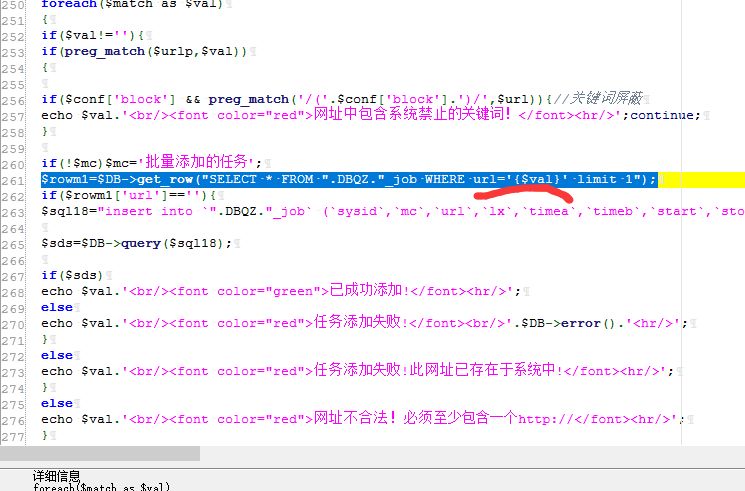 250 foreach($match as $val)
251 {
252 if($val!=''){
253 if(preg_match($urlp,$val))
254 {
255
256 if($conf['block'] && preg_match('/('.$conf['block'].')/',$url)){//关键词屏蔽
257 echo $val.'<br/><font color="red">网址中包含系统禁止的关键词！</font><hr/>';continue;
258 }
259
260 if(!$mc)$mc='批量添加的任务';
261 $rowm1=$DB->get_row("SELECT * FROM ".DBQZ."_job WHERE url='{$val}' limit 1");
262 if($rowm1['url']==''){
263 $sql18="insert into `".DBQZ."_job` (`sysid`,`mc`,`url`,`lx`,`timea`,`timeb`,`start`,`sto
264
265 $sds=$DB->query($sql18);
266
267 if($sds)
268 echo $val.'<br/><font color="green">已成功添加!</font><hr/>';
269 else
270 echo $val.'<br/><font color="red">任务添加失败!</font><br/>'.$DB->error().'<hr/>';
271 }
272 else
273 echo $val.'<br/><font color="red">任务添加失败!此网址已存在于系统中!</font><hr/>';
274 }
275 else
276 echo $val.'<br/><font color="red">网址不合法！必须至少包含一个http://</font><hr/>';
277 }
详细信息
foreach($match as $val)